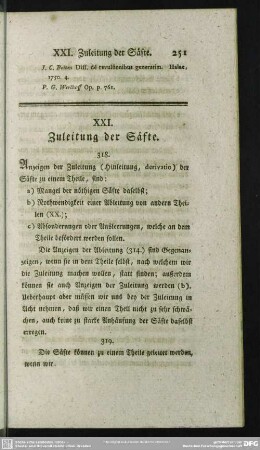 XXI. Zuleitung der Säfte. 251
J. C. Diss. de generatim. Halae,
1750. 4.
P. G. Werlhoff Op. p. 761.
XXI.
Zuleitung der Säfte.
318.
Anzeigen der Zuleitung (Hinleitung, derivatio) der
Säfte zu einem Theile, sind:
a) Mangel der nöthigen Säfte daselbst;
b) Nothwendigkeit einer Ableitung von andern Thei-
len (XX.);
c) Absonderungen oder Ausleerungen, welche an dem
Theile befördert werden sollen.
Die Anzeigen der Ableitung (314.) sind Gegenan-
zeigen, wenn sie in dem Theile selbst, nach welchem wir
die Zuleitung machen wollen, statt finden; außerdem
können sie auch Anzeigen der Zuleitung werden (b).
Ueberhaupt aber müssen wir uns bey der Zuleitung in
Acht nehmen, daß wir einen Theil nicht zu sehr schwä-
chen, auch keine zu starke Anhäufung der Säfte daselbst
erregen.
319.
Die Säfte können zu einem Theile geleitet werden,
wenn wir